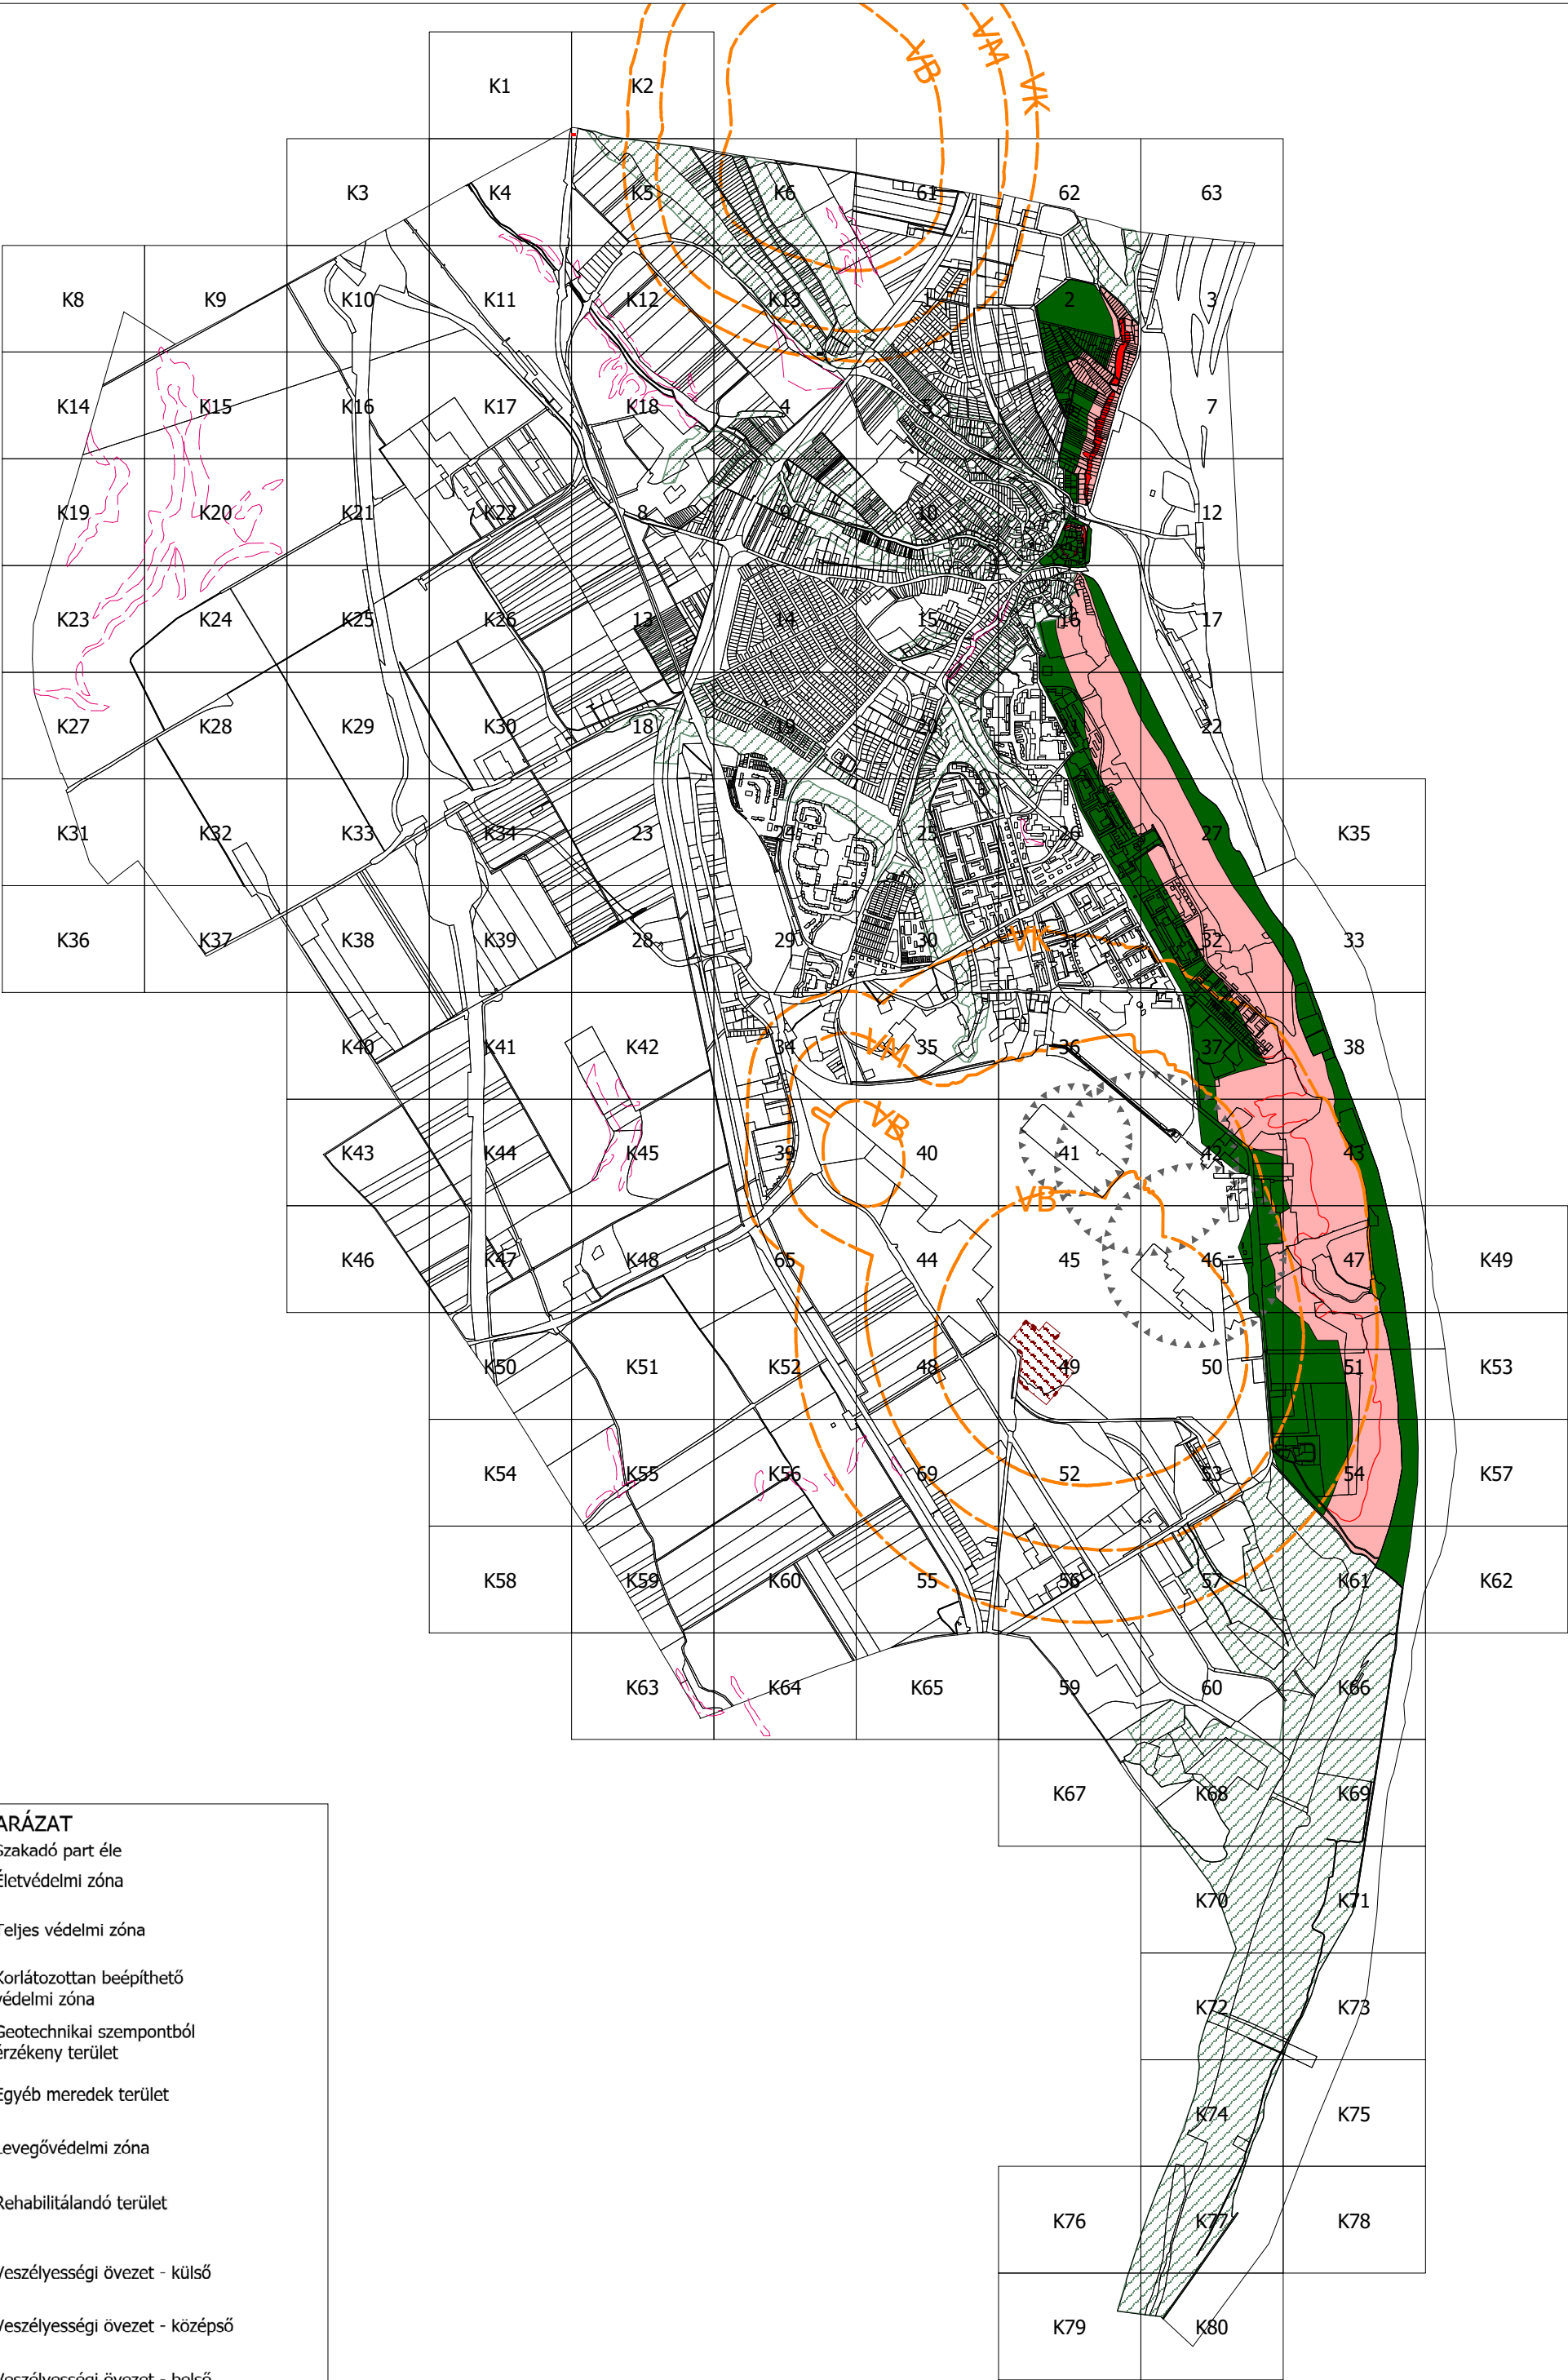 VB VM VK
K1 K2
K3 K4 K5 K6 61 62 63
K8 K9 K10 K11 K12 K13 1 2 3
K14 K15 K16 K17 K18 4 5 7
K19 K20 K21 K22 8 9 10 11 12
K23 K24 K25 K26 13 14 15 16 17
K27 K28 K29 K30 18 19 20 21 22
K31 K32 K33 K34 23 24 25 26 27 K35
K36 K37 K38 K39 28 29 30 VK 31 32 33
K40 K41 K42 34 VM 35 36 37 38
VB
K43 K44 K45 39 40 41 42 43
VB
K46 K47 K48 65 44 45 46 47 K49
K50 K51 K52 48 49 50 51 K53
K54 K55 K56 69 52 53 54 K57
K58 K59 K60 55 56 57 K61 K62
K63 K64 K65 59 60 K66
K67 K68 K69
K70 K71
K72 K73
K74 K75
K76 K77 K78
K79 K80
ARÁZAT
Szakadó part éle
Életvédelmi zóna
Teljes védelmi zóna
Korlátozottan beépíthető
védelmi zóna
Geotechnikai szempontból
érzékeny terület
Egyéb meredek terület
Levegővédelmi zóna
Rehabilitálandó terület
Veszélyességi övezet - külső
Veszélyességi övezet - középső
Veszélyességi övezet - belső